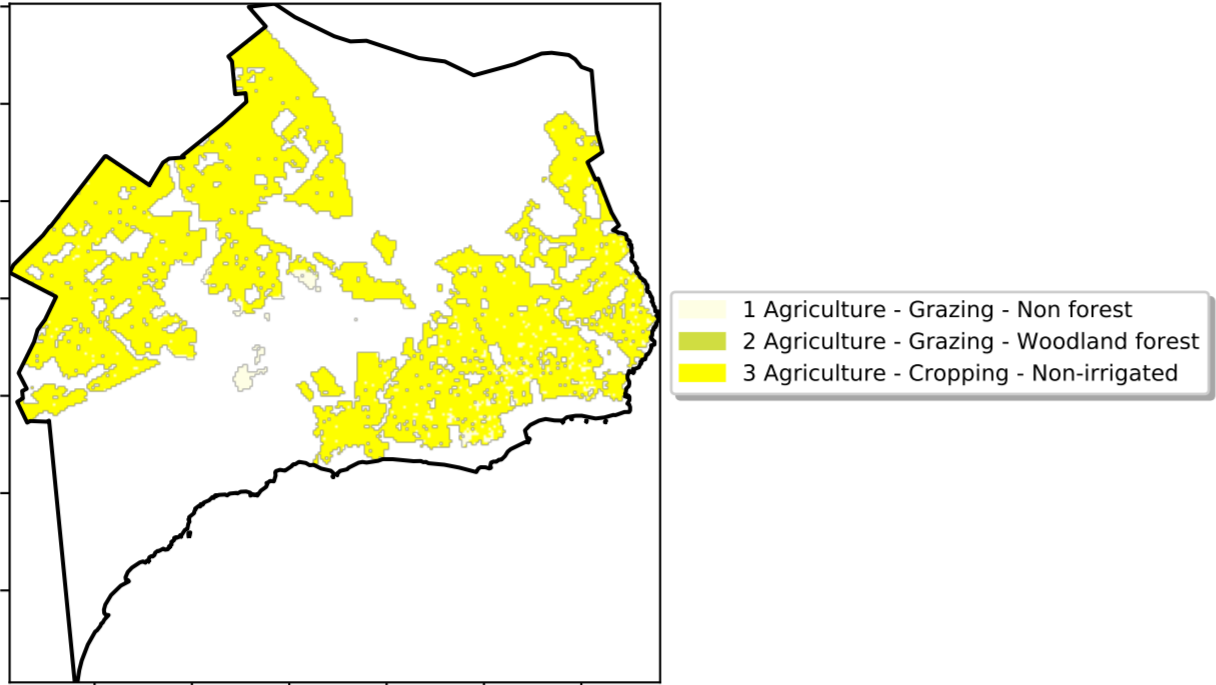 1 Agriculture - Grazing - Non forest
2 Agriculture - Grazing - Woodland forest
3 Agriculture - Cropping - Non-irrigated